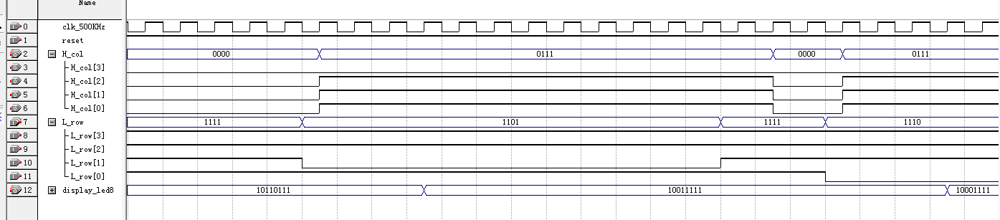 Name
0 clk_500KHz
1 reset
2 H_col 0000 0111 0000 0111
3 H_col[3]
4 H_col[2]
5 H_col[1]
6 H_col[0]
7 L_row 1111 1101 1111 1110
8 L_row[3]
9 L_row[2]
10 L_row[1]
11 L_row[0]
12 display_led8 10110111 10011111 10001111